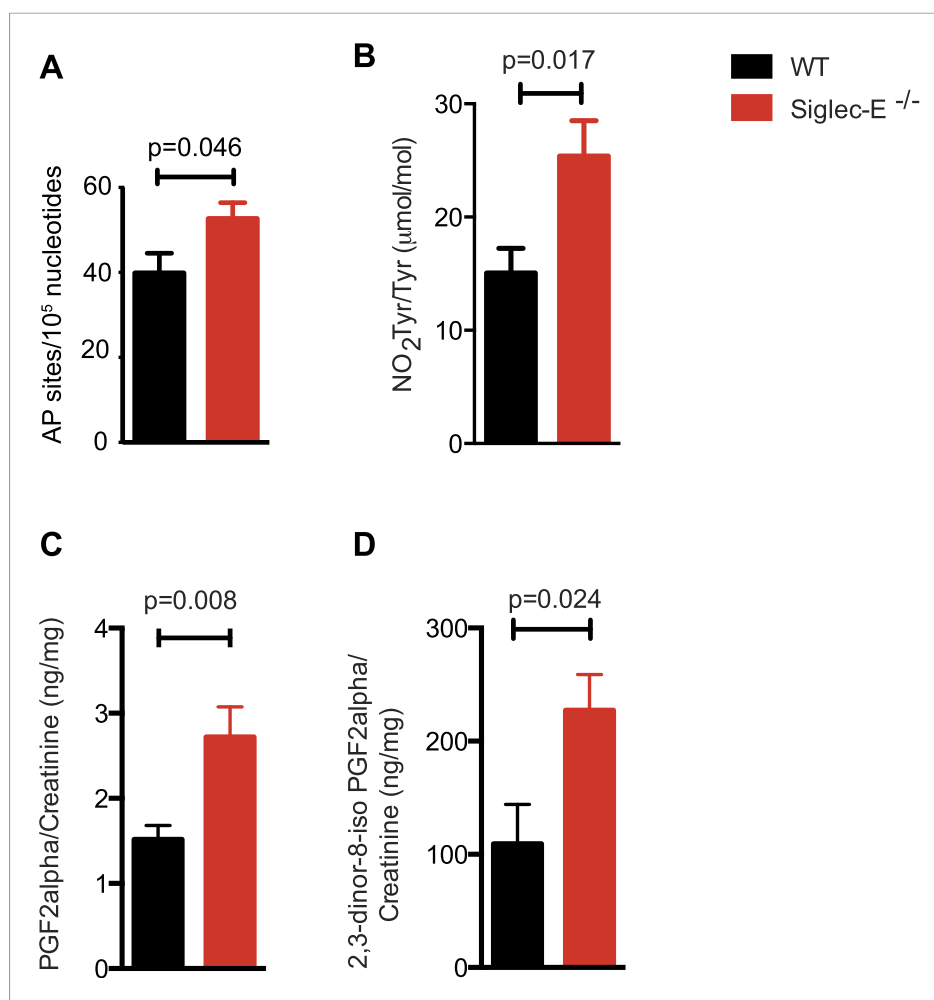 A
p=0.046
60
40
20
0
AP sites/10⁵ nucleotides
B
p=0.017
30
20
10
0
NO₂Tyr/Tyr (μmol/mol)
WT
Siglec-E ⁻/⁻
C
p=0.008
4
3
2
1
0
PGF2alpha/Creatinine (ng/mg)
D
p=0.024
300
200
100
0
2,3-dinor-8-iso PGF2alpha/
Creatinine (ng/mg)